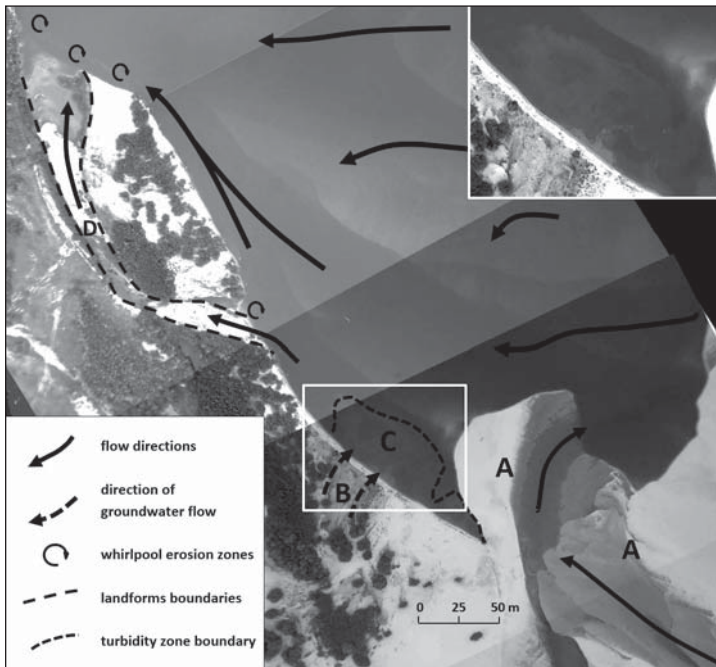 D
A
C
B
A
0 25 50 m
flow directions
direction of
groundwater flow
whirlpool erosion zones
landforms boundaries
turbidity zone boundary